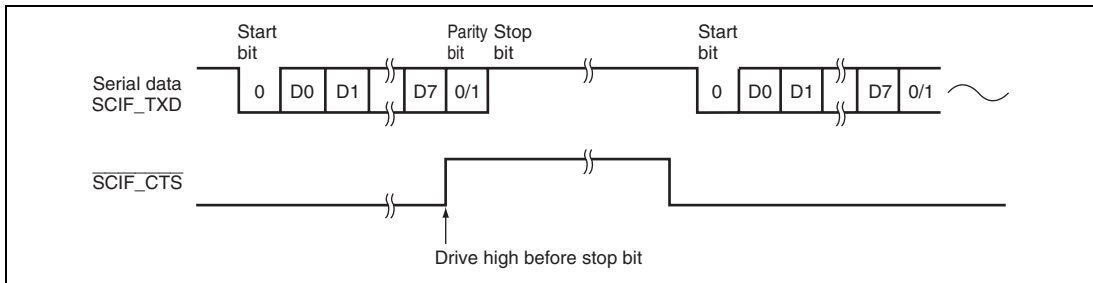 Start bit
Parity bit
Stop bit
Start bit
Serial data SCIF_TXD
0 D0 D1 D7 0/1
0 D0 D1 D7 0/1
SCIF_CTS
Drive high before stop bit